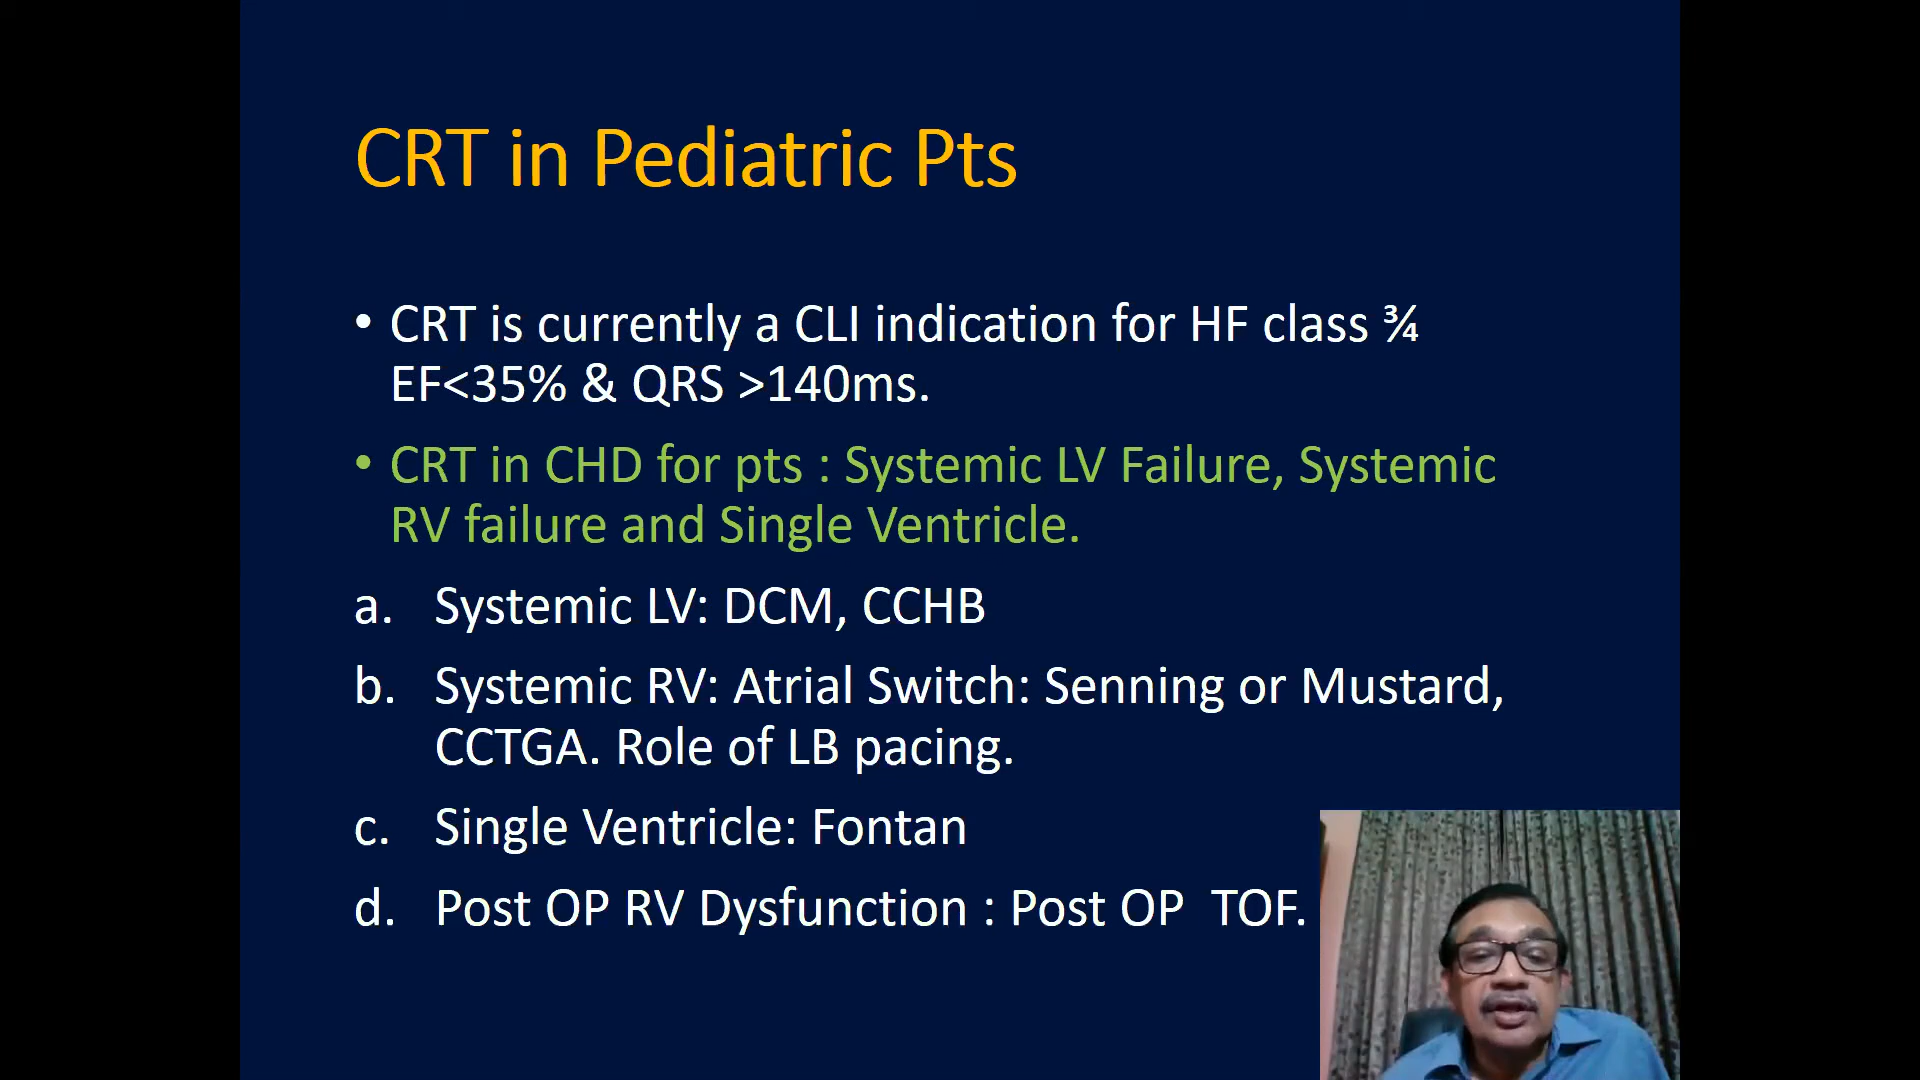 CRT in Pediatric Pts
• CRT is currently a CLI indication for HF class ¾
EF<35% & QRS >140ms.
• CRT in CHD for pts : Systemic LV Failure, Systemic
RV failure and Single Ventricle.
a. Systemic LV: DCM, CCHB
b. Systemic RV: Atrial Switch: Senning or Mustard,
CCTGA. Role of LB pacing.
c. Single Ventricle: Fontan
d. Post OP RV Dysfunction : Post OP TOF.